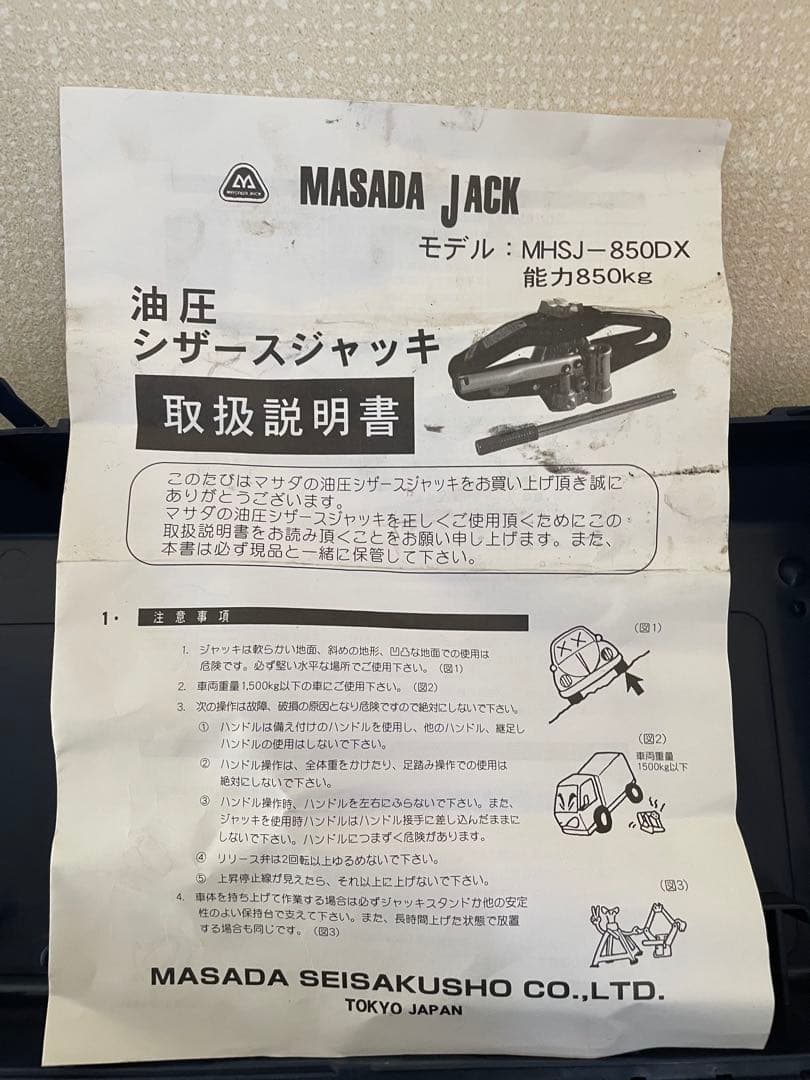 MASADA JACK
モデル：MHSJ－850DX
能力850kg
油圧
シザースジャッキ
取扱説明書
このたびはマサダの油圧シザースジャッキをお買い上げ頂き誠に
ありがとうございます。
マサダの油圧シザースジャッキを正しくご使用頂くためにこの
取扱説明書をお読み頂くことをお願い申し上げます。また、
本書は必ず現品と一緒に保管して下さい。
1・ 注意事項
1. ジャッキは軟らかい地面、斜めの地形、凹凸な地面での使用は
危険です。必ず堅い水平な場所でご使用下さい。（図1）
2. 車両重量1,500kg以下の車にご使用下さい。（図2）
3. 次の操作は故障、破損の原因となり危険ですので絶対にしないで下さい。
① ハンドルは備え付けのハンドルを使用し、他のハンドル、継足し
ハンドルの使用はしないで下さい。
② ハンドル操作は、全体重をかけたり、足踏み操作での使用は
絶対にしないで下さい。
③ ハンドル操作時、ハンドルを左右にふらないで下さい。また、
ジャッキを使用時ハンドルはハンドル接手に差し込んだままに
しないで下さい。ハンドルにつまずく危険があります。
④ リリース弁は2回転以上ゆるめないで下さい。
⑤ 上昇停止線が見えたら、それ以上に上げないで下さい。
4. 車体を持ち上げて作業する場合は必ずジャッキスタンドか他の安定
性のよい保持台で支えて下さい。また、長時間上げた状態で放置
する場合も同じです。（図3）
（図1）
（図2）
車両重量
1500kg以下
（図3）
MASADA SEISAKUSHO CO.,LTD.
TOKYO JAPAN